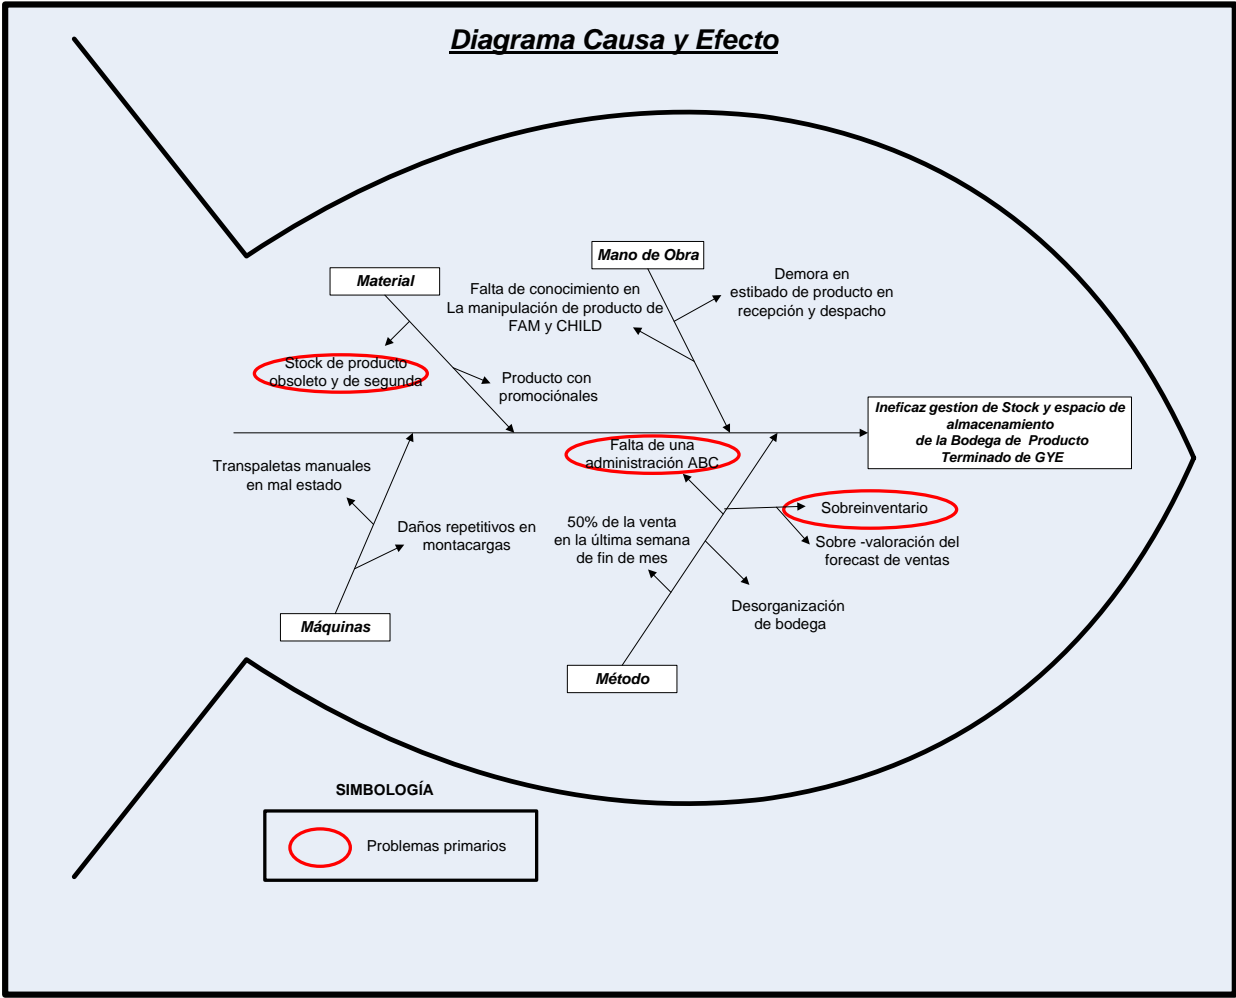 Diagrama Causa y Efecto
Mano de Obra
Material
Falta de conocimiento en
La manipulación de producto de
FAM y CHILD
Demora en
estibado de producto en
recepción y despacho
Stock de producto
obsoleto y de segunda
Producto con
promociónales
Ineficaz gestion de Stock y espacio de
almacenamiento
de la Bodega de Producto
Terminado de GYE
Falta de una
administración ABC
Transpaletas manuales
en mal estado
Daños repetitivos en
montacargas
50% de la venta
en la última semana
de fin de mes
Sobreinventario
Sobre -valoración del
forecast de ventas
Desorganización
de bodega
Máquinas
Método
SIMBOLOGÍA
Problemas primarios